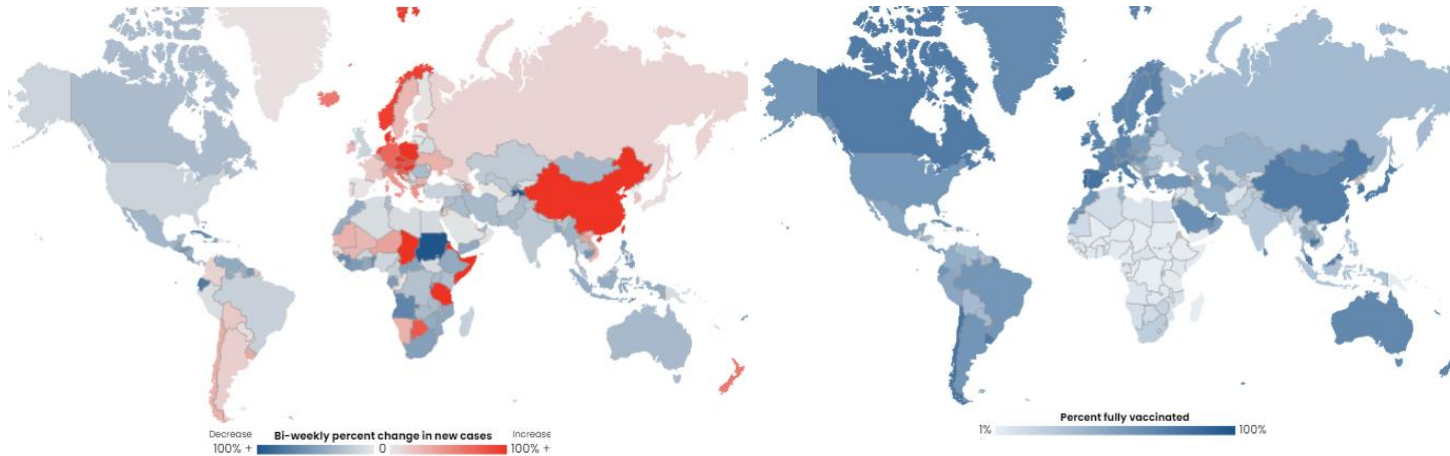 Decrease Bi-weekly percent change in new cases Increase
100% + 0 100% +
Percent fully vaccinated
1% 100%